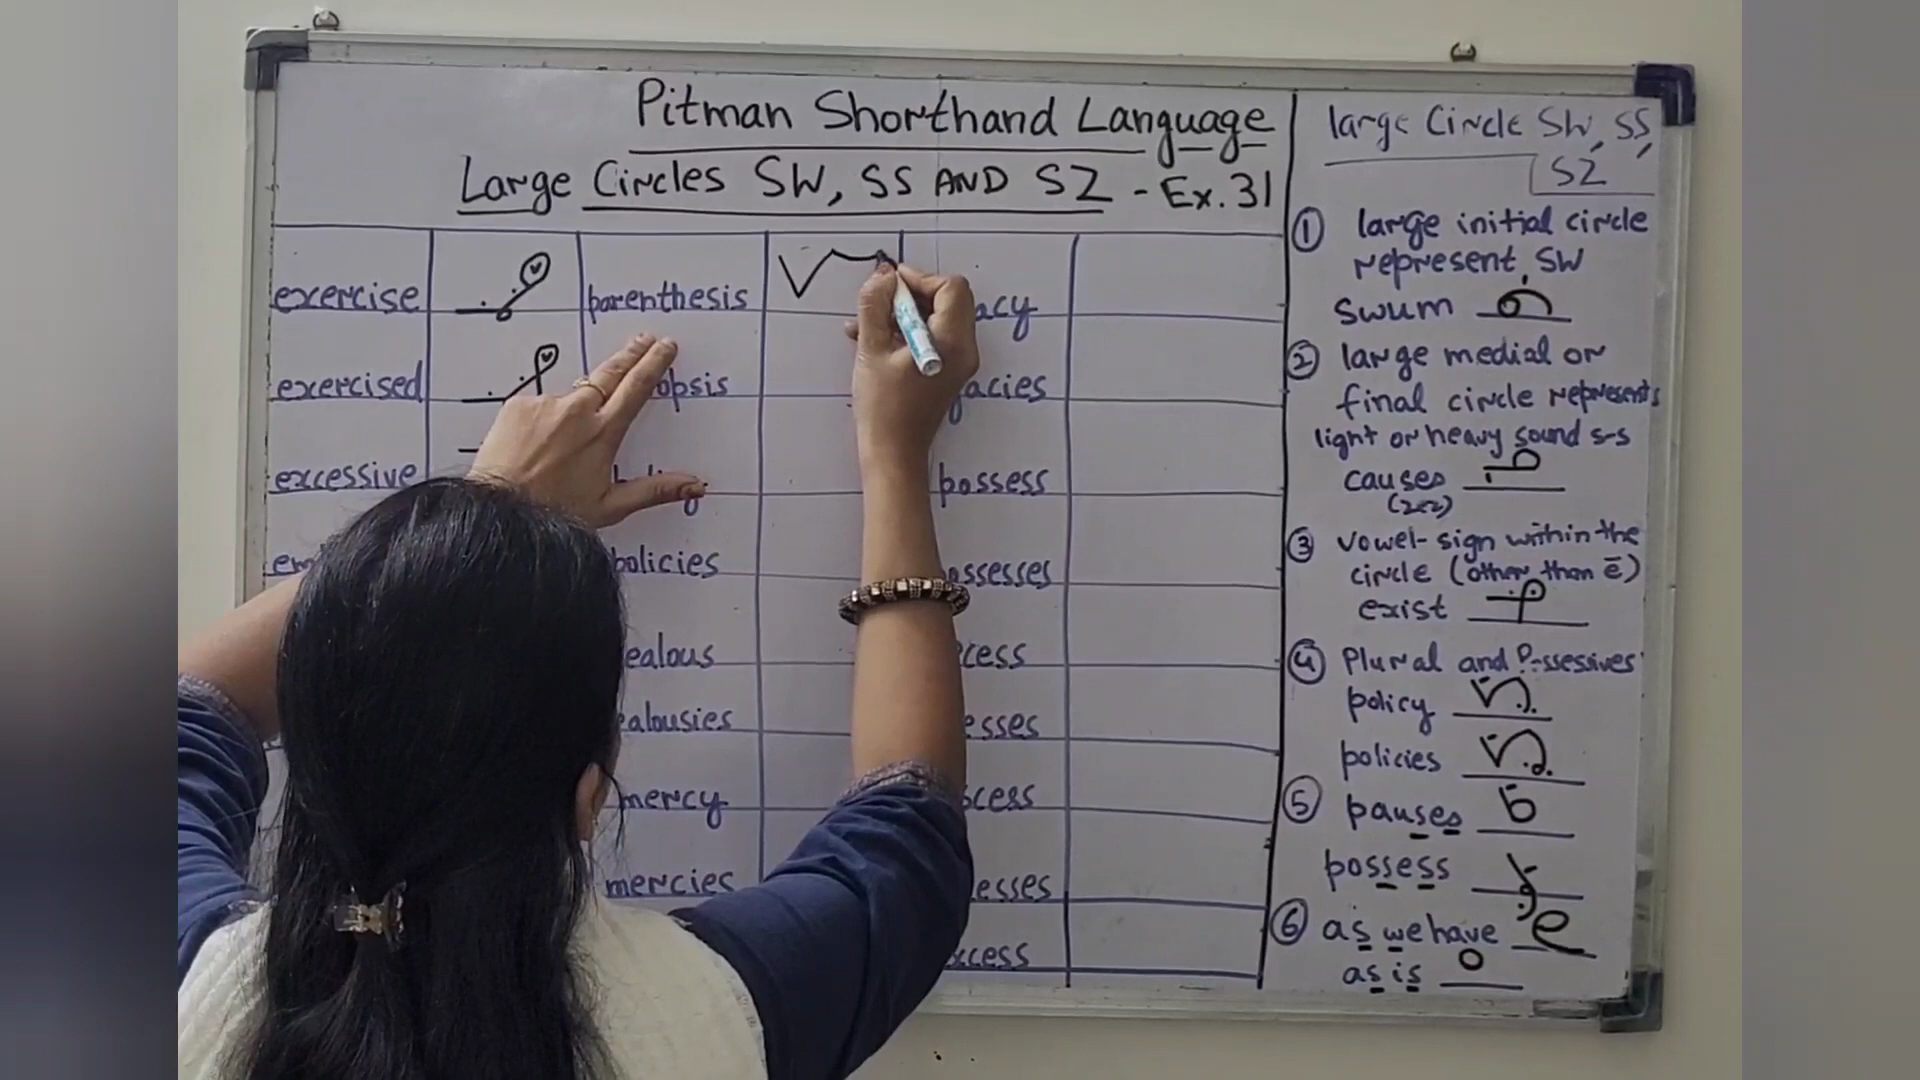 Pitman Shorthand Language
Large Circles SW, SS AND SZ - Ex.31
exercise
parenthesis
exercised
excessive
possess
policies
mercy
mercies
large Circle SW, SS,
SZ
① large initial circle
represent SW
swum
② large medial or
final circle represents
light or heavy sound s-s
causes
(zez)
③ vowel-sign within the
circle (other than ē)
exist
④ Plural and Possessives
policy
policies
⑤ pauses
possess
⑥ as we have
as is